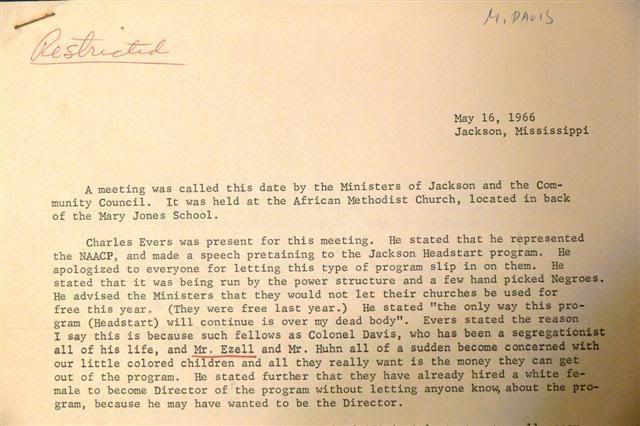 Restricted
M. DAVIS
May 16, 1966
Jackson, Mississippi
A meeting was called this date by the Ministers of Jackson and the Com-
munity Council. It was held at the African Methodist Church, located in back
of the Mary Jones School.
Charles Evers was present for this meeting. He stated that he represented
the NAACP, and made a speech pretaining to the Jackson Headstart program. He
apologized to everyone for letting this type of program slip in on them. He
stated that it was being run by the power structure and a few hand picked Negroes.
He advised the Ministers that they would not let their churches be used for
free this year. (They were free last year.) He stated "the only way this pro-
gram (Headstart) will continue is over my dead body". Evers stated the reason
I say this is because such fellows as Colonel Davis, who has been a segregationist
all of his life, and Mr. Ezell and Mr. Huhn all of a sudden become concerned with
our little colored children and all they really want is the money they can get
out of the program. He stated further that they have already hired a white fe-
male to become Director of the program without letting anyone know, about the pro-
gram, because he may have wanted to be the Director.